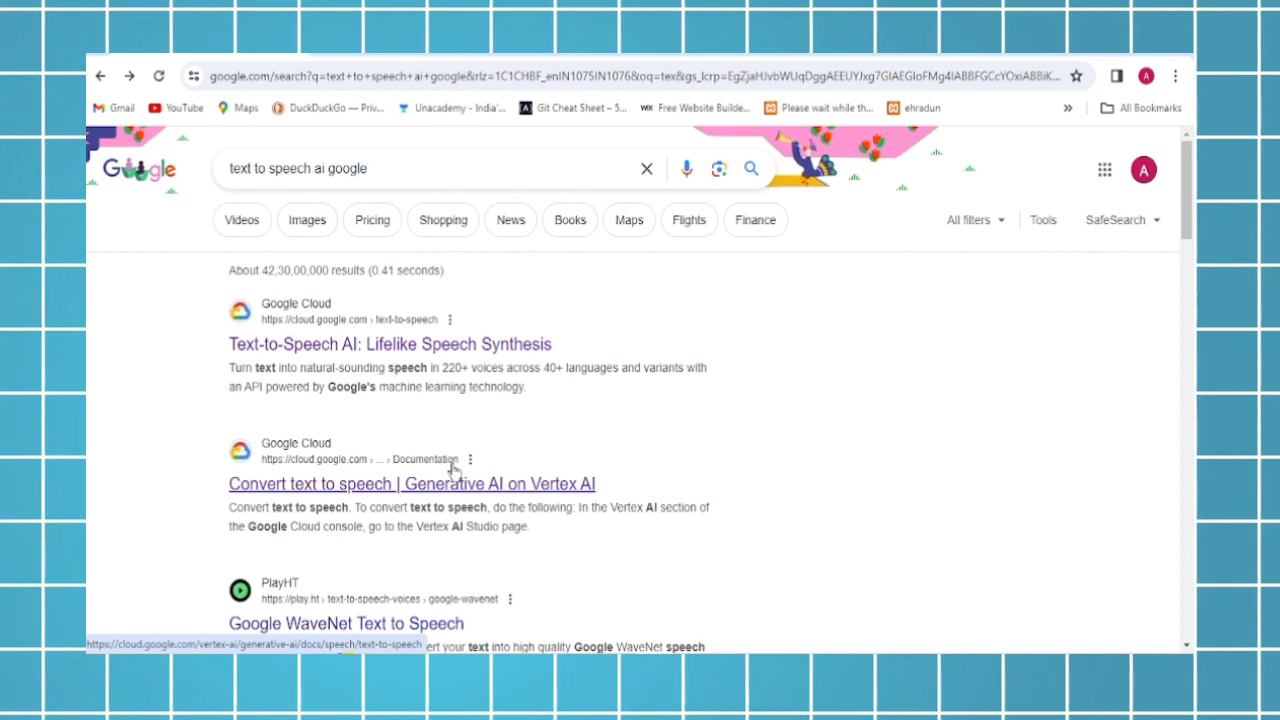 google.com/search?q=text+to+speech+ai+google&rlz=1C1CHBF_enIN1075IN1076&oq=tex&gs_lcrp=
Gmail YouTube Maps DuckDuckGo — Priv... Unacademy - India'... Git Cheat Sheet – 5... WIX Free Website Builde... Please wait while th... ehradun » All Bookmarks
Google text to speech ai google A
Videos Images Pricing Shopping News Books Maps Flights Finance All filters Tools SafeSearch
About 42,30,00,000 results (0.41 seconds)
Google Cloud
https://cloud.google.com › text-to-speech
Text-to-Speech AI: Lifelike Speech Synthesis
Turn text into natural-sounding speech in 220+ voices across 40+ languages and variants with
an API powered by Google's machine learning technology.
Google Cloud
https://cloud.google.com › ... › Documentation
Convert text to speech | Generative AI on Vertex AI
Convert text to speech. To convert text to speech, do the following: In the Vertex AI section of
the Google Cloud console, go to the Vertex AI Studio page.
PlayHT
https://play.ht › text-to-speech-voices › google-wavenet
Google WaveNet Text to Speech
https://cloud.google.com/vertex-ai/generative-ai/docs/speech/text-to-speech ert your text into high quality Google WaveNet speech